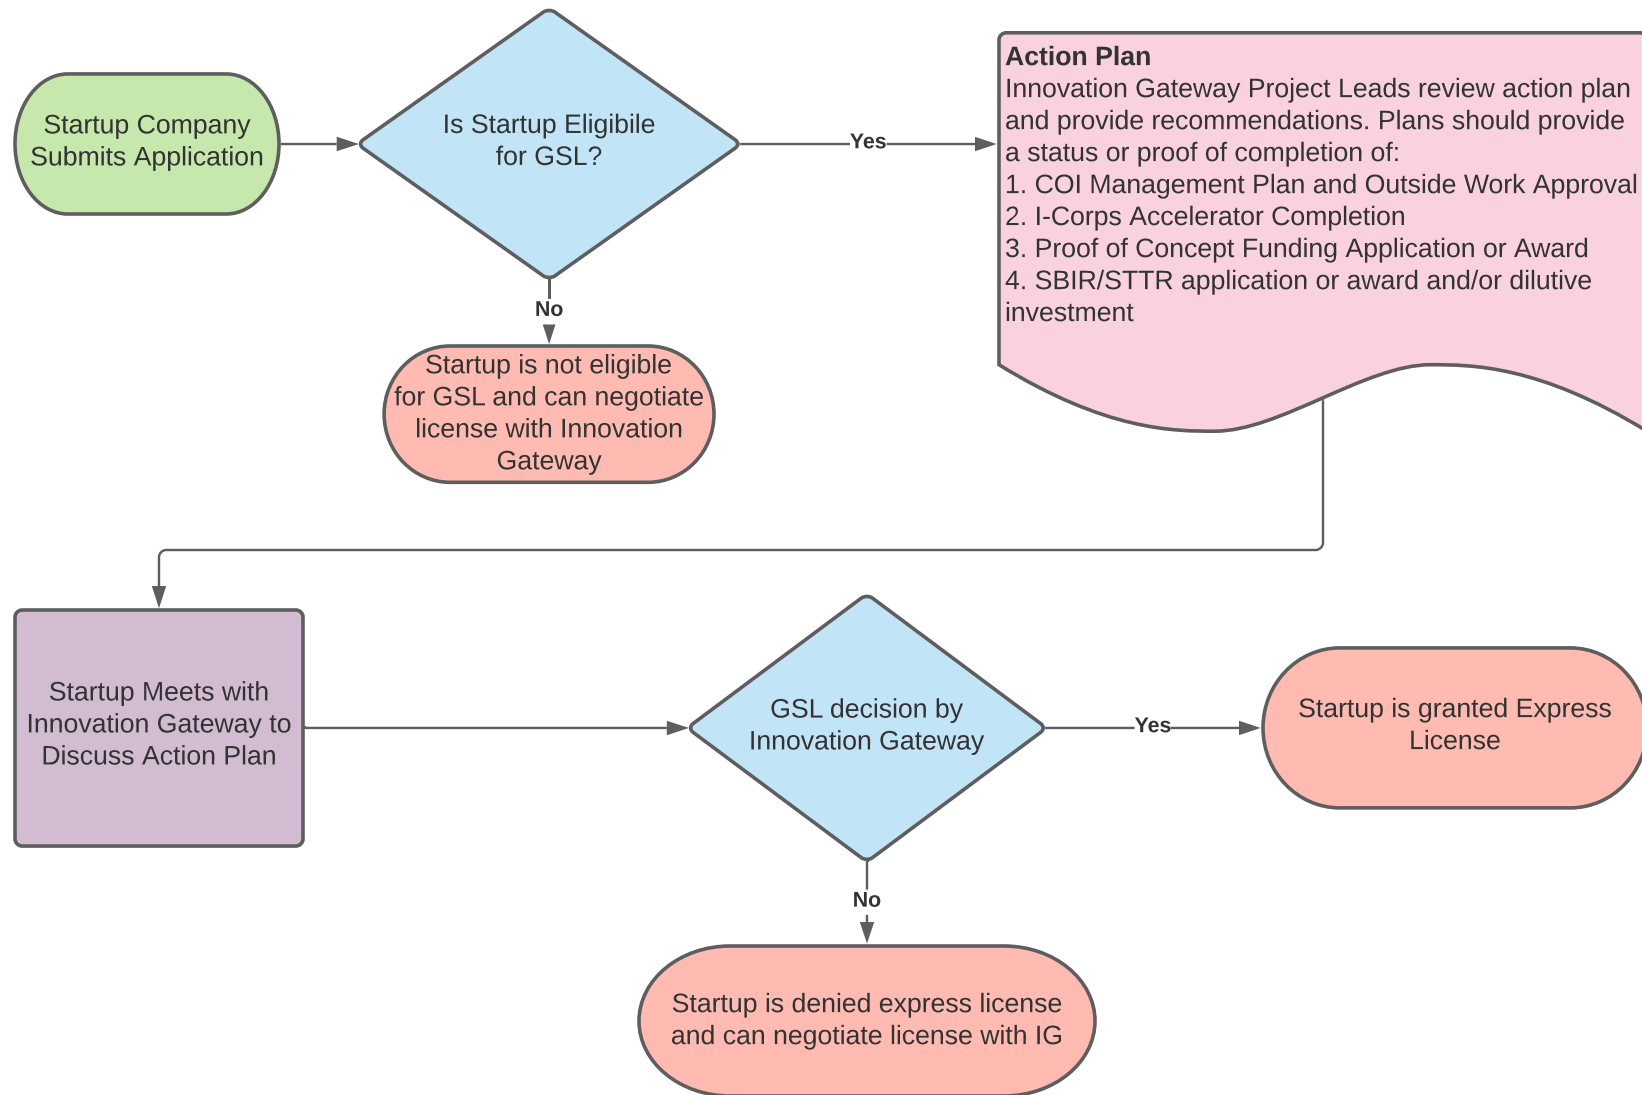 Startup Company
Submits Application
Is Startup Eligibile
for GSL?
Yes
Action Plan
Innovation Gateway Project Leads review action plan
and provide recommendations. Plans should provide
a status or proof of completion of:
1. COI Management Plan and Outside Work Approval
2. I-Corps Accelerator Completion
3. Proof of Concept Funding Application or Award
4. SBIR/STTR application or award and/or dilutive
investment
No
Startup is not eligible
for GSL and can negotiate
license with Innovation
Gateway
Startup Meets with
Innovation Gateway to
Discuss Action Plan
GSL decision by
Innovation Gateway
Yes
Startup is granted Express
License
No
Startup is denied express license
and can negotiate license with IG